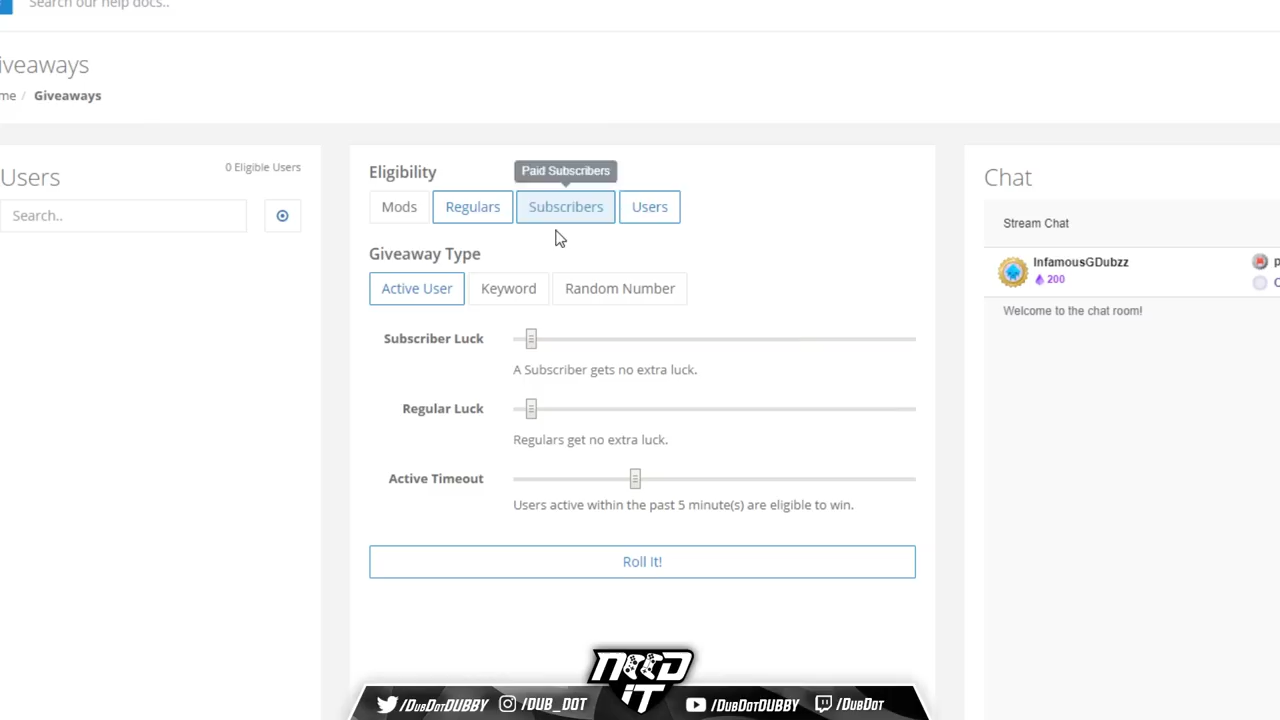 Search our help docs..
iveaways
me / Giveaways
Users
0 Eligible Users
Search..
Eligibility
Paid Subscribers
Mods
Regulars
Subscribers
Users
Giveaway Type
Active User
Keyword
Random Number
Subscriber Luck
A Subscriber gets no extra luck.
Regular Luck
Regulars get no extra luck.
Active Timeout
Users active within the past 5 minute(s) are eligible to win.
Roll It!
Chat
Stream Chat
InfamousGDubzz
200
Welcome to the chat room!
NEED
IT
/DubDotDUBBY
/DUB_DOT
/DubDotDUBBY
/DubDot